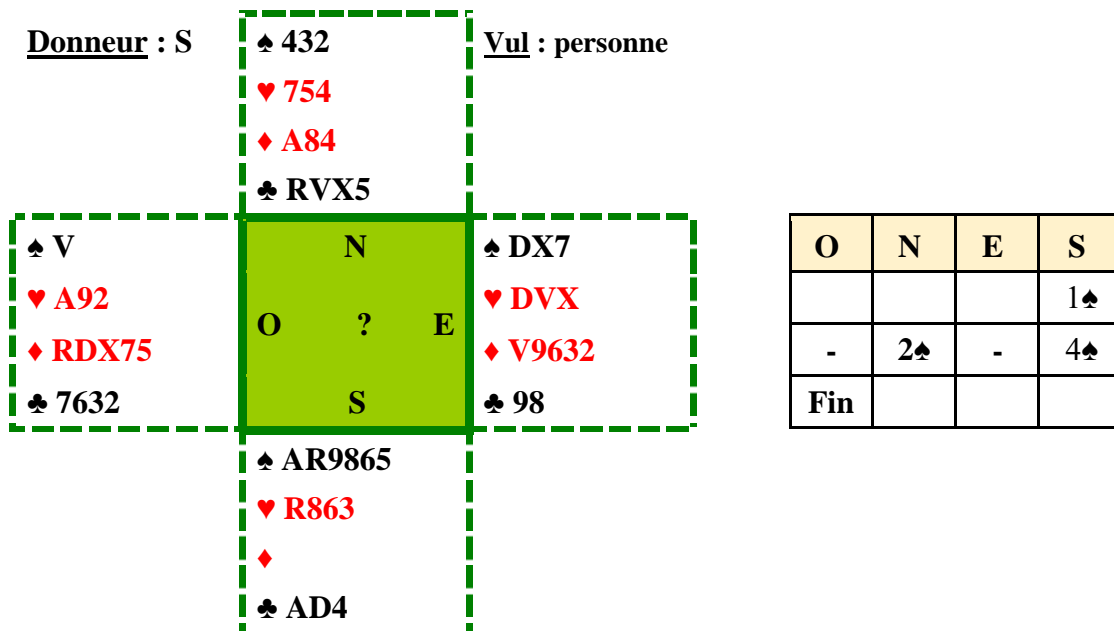 Donneur : S
♠ 432
Vul : personne
♥ 754
♦ A84
♣ RVX5
♠ V
♥ A92
♦ RDX75
♣ 7632
N
O ? E
S
♠ DX7
♥ DVX
♦ V9632
♣ 98
O N E S
1♠
- 2♠ - 4♠
Fin
♠ AR9865
♥ R863
♦
♣ AD4